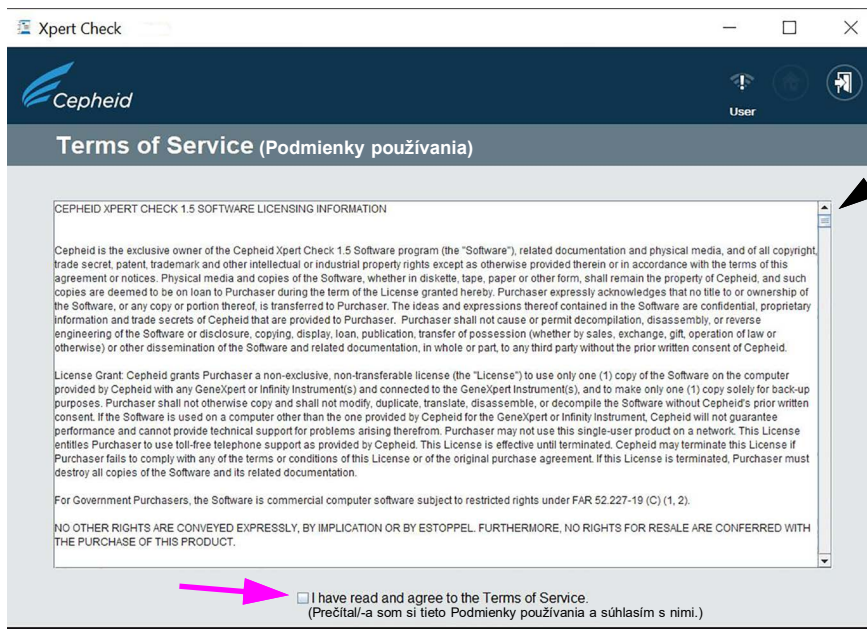 Xpert Check
Cepheid
User
Terms of Service (Podmienky používania)
CEPHEID XPERT CHECK 1.5 SOFTWARE LICENSING INFORMATION
Cepheid is the exclusive owner of the Cepheid Xpert Check 1.5 Software program (the "Software"), related documentation and physical media, and of all copyright,
trade secret, patent, trademark and other intellectual or industrial property rights except as otherwise provided therein or in accordance with the terms of this
agreement or notices. Physical media and copies of the Software, whether in diskette, tape, paper or other form, shall remain the property of Cepheid, and such
copies are deemed to be on loan to Purchaser during the term of the License granted hereby. Purchaser expressly acknowledges that no title to or ownership of
the Software, or any copy or portion thereof, is transferred to Purchaser. The ideas and expressions thereof contained in the Software are confidential, proprietary
information and trade secrets of Cepheid that are provided to Purchaser. Purchaser shall not cause or permit decompilation, disassembly, or reverse
engineering of the Software or disclosure, copying, display, loan, publication, transfer of possession (whether by sales, exchange, gift, operation of law or
otherwise) or other dissemination of the Software and related documentation, in whole or part, to any third party without the prior written consent of Cepheid.
License Grant: Cepheid grants Purchaser a non-exclusive, non-transferable license (the "License") to use only one (1) copy of the Software on the computer
provided by Cepheid with any GeneXpert or Infinity Instrument(s) and connected to the GeneXpert Instrument(s), and to make only one (1) copy solely for back-up
purposes. Purchaser shall not otherwise copy and shall not modify, duplicate, translate, disassemble, or decompile the Software without Cepheid's prior written
consent. If the Software is used on a computer other than the one provided by Cepheid for the GeneXpert or Infinity Instrument, Cepheid will not guarantee
performance and cannot provide technical support for problems arising therefrom. Purchaser may not use this single-user product on a network. This License
entitles Purchaser to use toll-free telephone support as provided by Cepheid. This License is effective until terminated. Cepheid may terminate this License if
Purchaser fails to comply with any of the terms or conditions of this License or of the original purchase agreement. If this License is terminated, Purchaser must
destroy all copies of the Software and its related documentation.
For Government Purchasers, the Software is commercial computer software subject to restricted rights under FAR 52.227-19 (C) (1, 2).
NO OTHER RIGHTS ARE CONVEYED EXPRESSLY, BY IMPLICATION OR BY ESTOPPEL. FURTHERMORE, NO RIGHTS FOR RESALE ARE CONFERRED WITH
THE PURCHASE OF THIS PRODUCT.
I have read and agree to the Terms of Service.
(Prečítal/-a som si tieto Podmienky používania a súhlasím s nimi.)